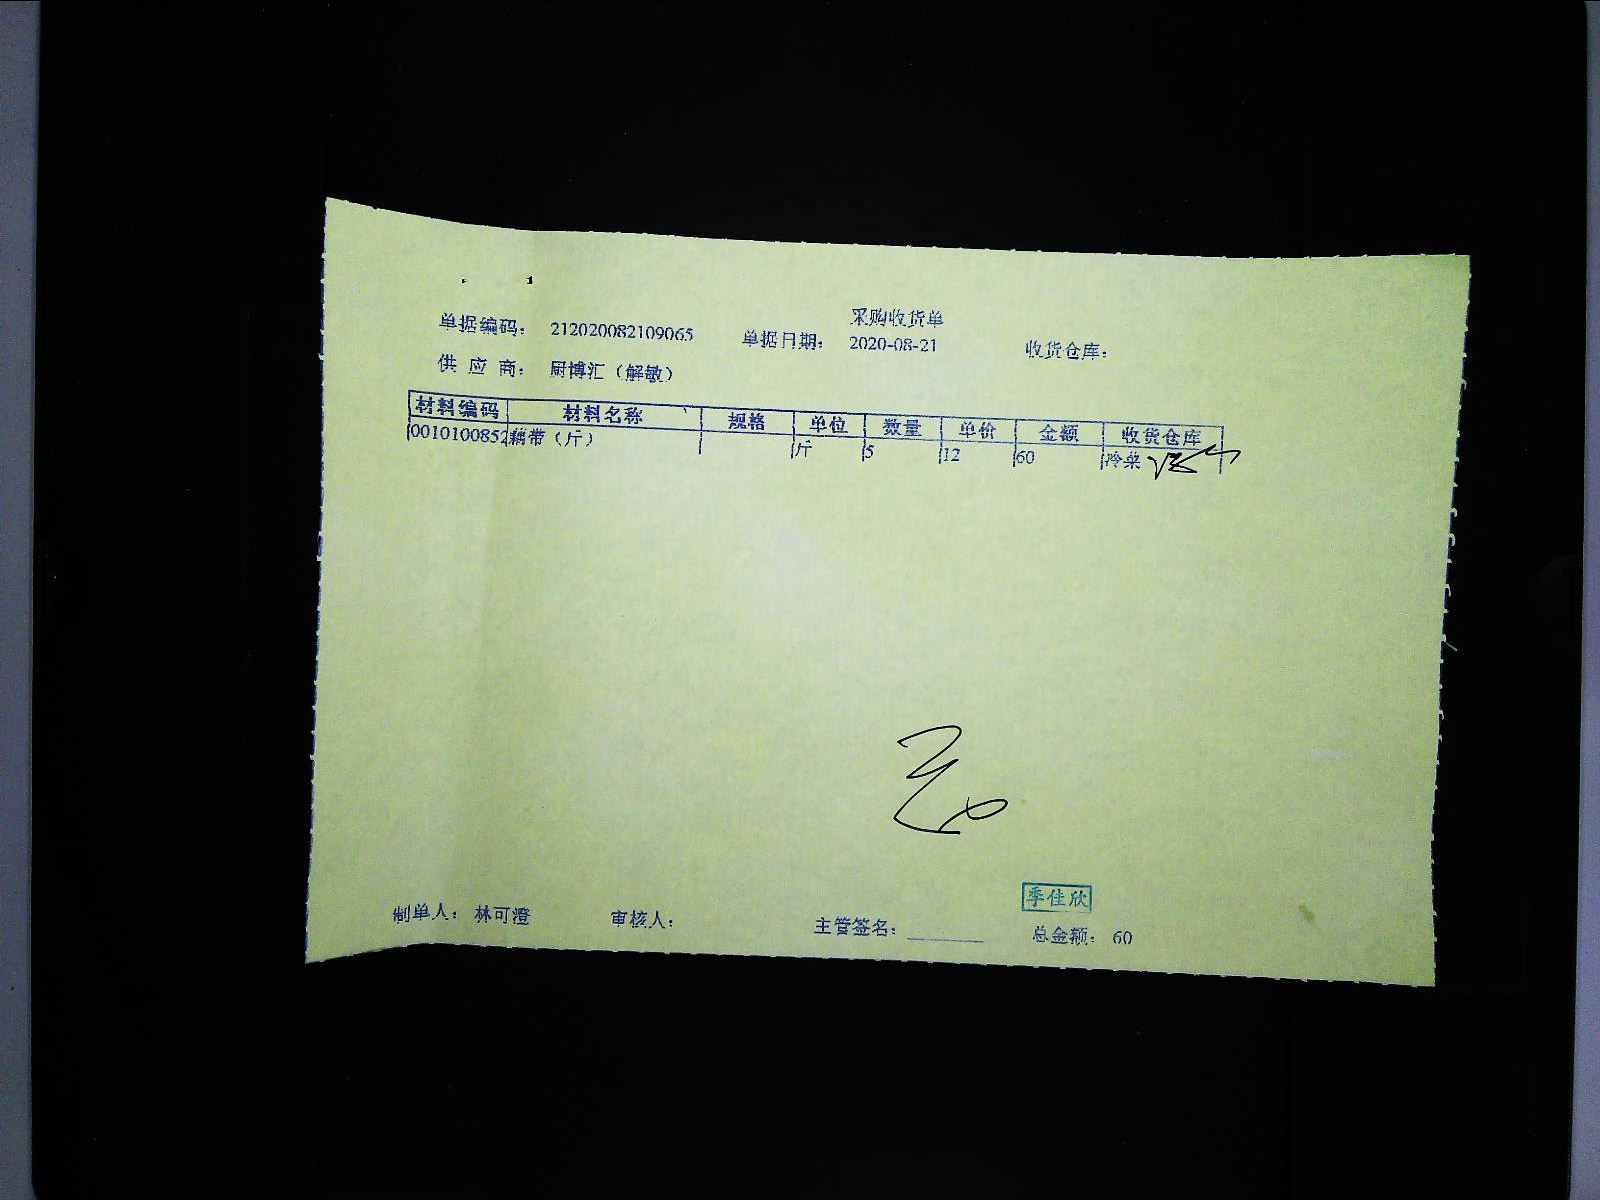 采购收货单
单据编码： 212020082109065 单据日期： 2020-08-21 收货仓库：
供 应 商： 厨博汇（解敏）
材料编码 材料名称 规格 单位 数量 单价 金额 收货仓库
0010100852 藕带（斤） 斤 5 12 60 冷菜
季佳欣
制单人： 林可澄 审核人： 主管签名： 总金额： 60